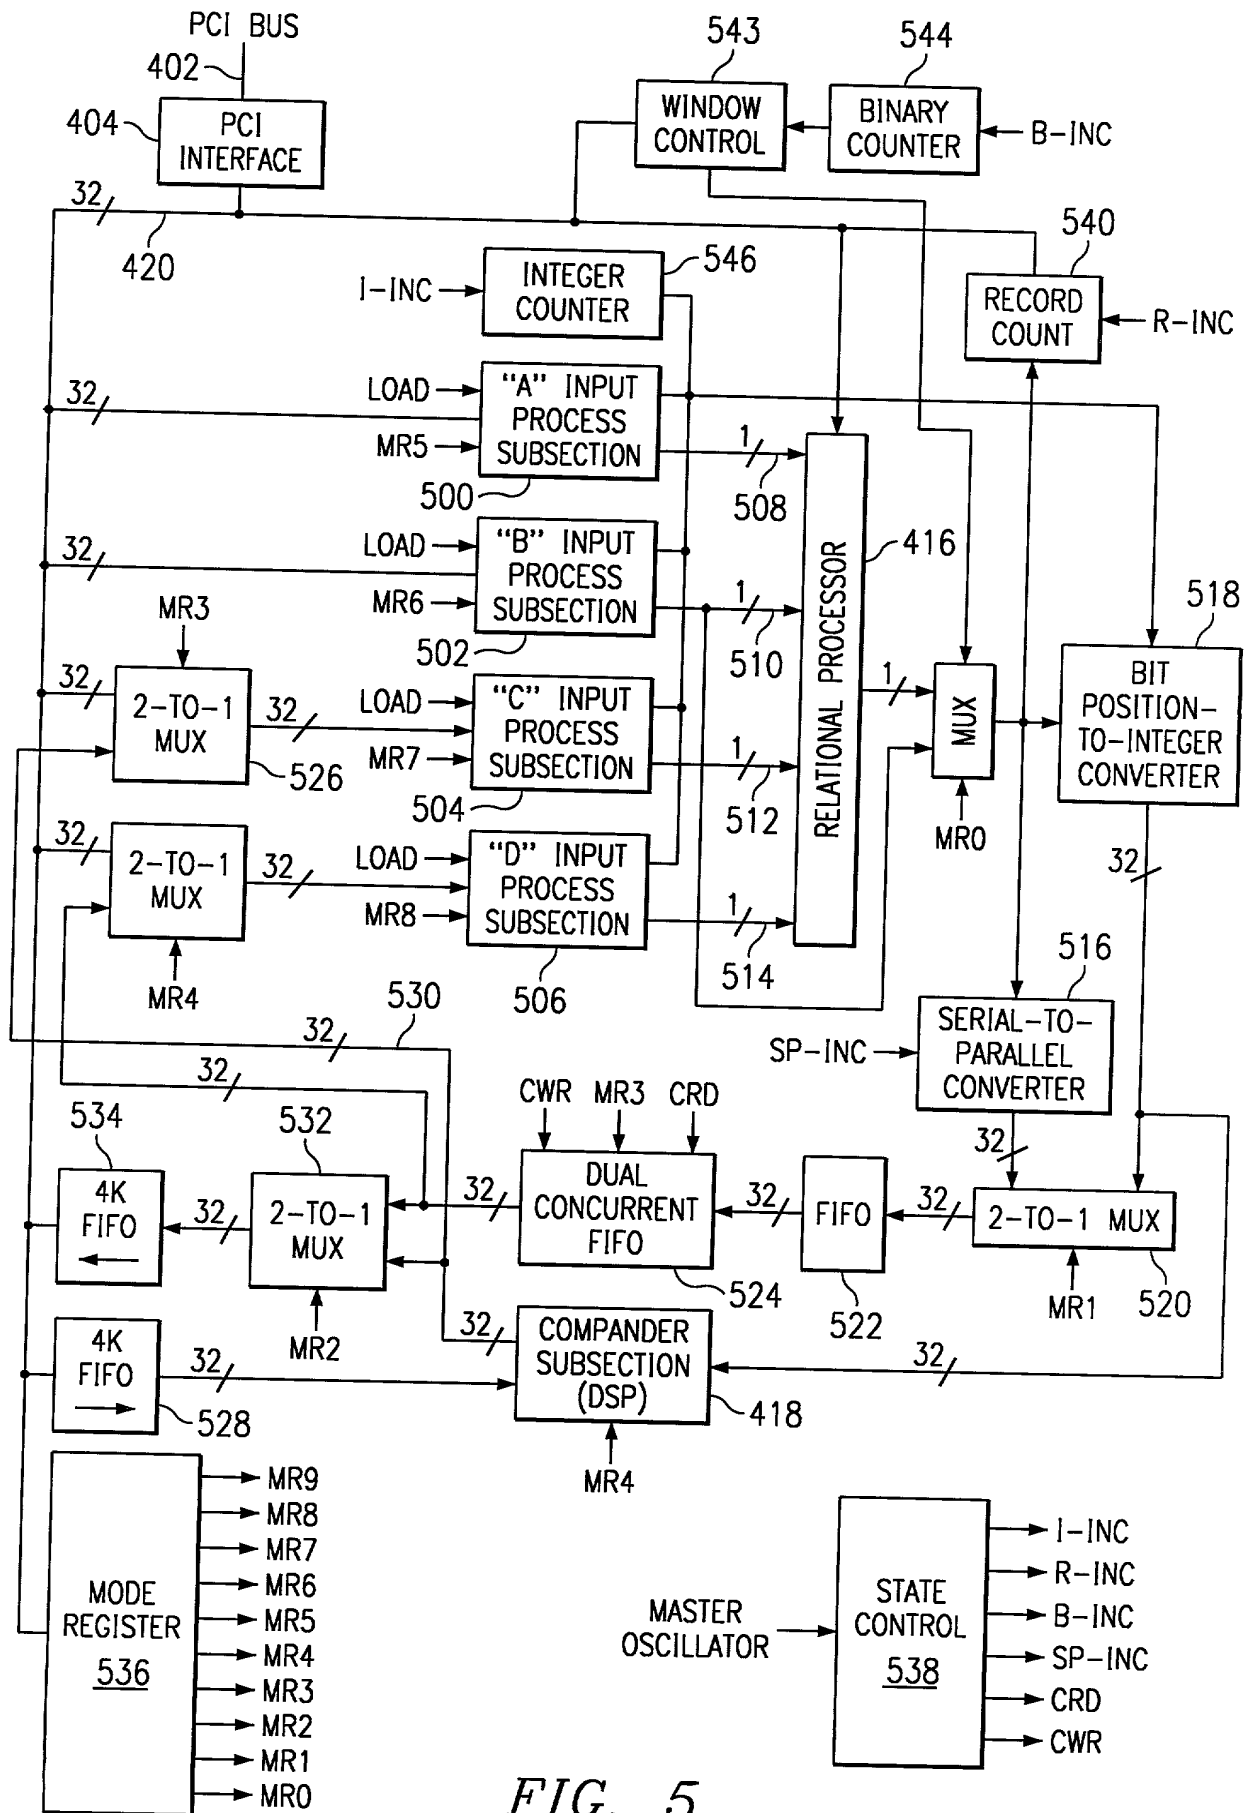 PCI BUS
402
404
PCI
INTERFACE
543
WINDOW
CONTROL
544
BINARY
COUNTER
B-INC
32
420
546
INTEGER
COUNTER
I-INC
540
RECORD
COUNT
R-INC
32
LOAD
MR5
"A" INPUT
PROCESS
SUBSECTION
500
1
508
32
LOAD
MR6
"B" INPUT
PROCESS
SUBSECTION
502
1
510
416
RELATIONAL PROCESSOR
MR3
32
2-TO-1
MUX
526
32
LOAD
MR7
"C" INPUT
PROCESS
SUBSECTION
504
1
512
1
MUX
MR0
518
BIT
POSITION-
TO-INTEGER
CONVERTER
32
32
2-TO-1
MUX
MR4
32
LOAD
MR8
"D" INPUT
PROCESS
SUBSECTION
506
1
514
516
SERIAL-TO-
PARALLEL
CONVERTER
SP-INC
32
530
32
32
534
4K
FIFO
32
532
2-TO-1
MUX
MR2
32
CWR
MR3
CRD
DUAL
CONCURRENT
FIFO
524
32
FIFO
522
32
2-TO-1 MUX
MR1
520
4K
FIFO
528
32
32
COMPANDER
SUBSECTION
(DSP)
418
MR4
32
MODE
REGISTER
536
MR9
MR8
MR7
MR6
MR5
MR4
MR3
MR2
MR1
MR0
MASTER
OSCILLATOR
STATE
CONTROL
538
I-INC
R-INC
B-INC
SP-INC
CRD
CWR
FIG. 5